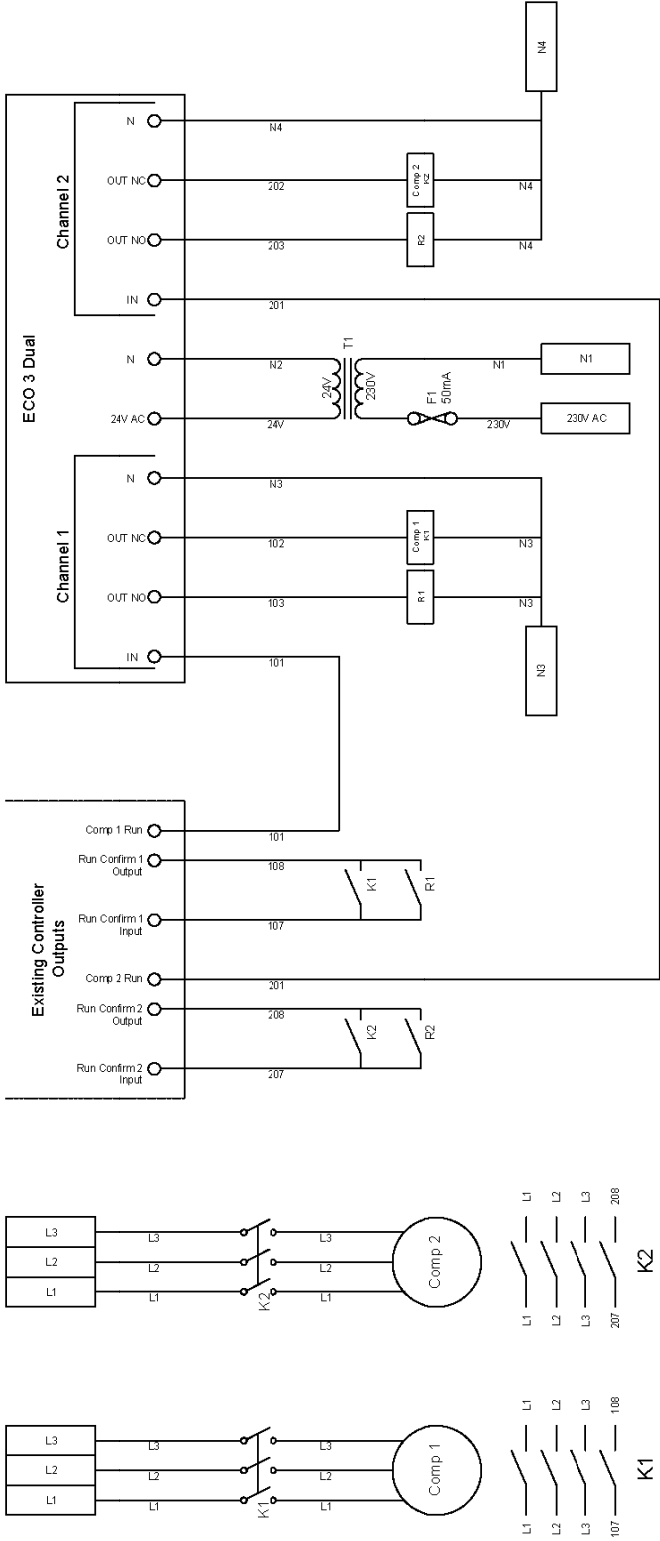 N4
ECO 3 Dual
Channel 2
N
N4
OUT NC
202
Comp 2
K2
N4
OUT NO
203
R2
N4
IN
201
N
N2
24V
T1
230V
N1
N1
24V AC
24V
F1
50mA
230V
230V AC
Channel 1
N
N3
OUT NC
102
Comp 1
K1
N3
OUT NO
103
R1
N3
N3
IN
101
Existing Controller
Outputs
Comp 1 Run
101
Run Confirm 1
Output
108
K1
R1
Run Confirm 1
Input
107
Comp 2 Run
201
Run Confirm 2
Output
208
K2
R2
Run Confirm 2
Input
207
L3
L2
L1
L3
L2
L1
K2
L3
L2
L1
Comp 2
L1
L2
L3
208
L1
L2
L3
207
K2
L3
L2
L1
L3
L2
L1
K1
L3
L2
L1
Comp 1
L1
L2
L3
108
L1
L2
L3
107
K1